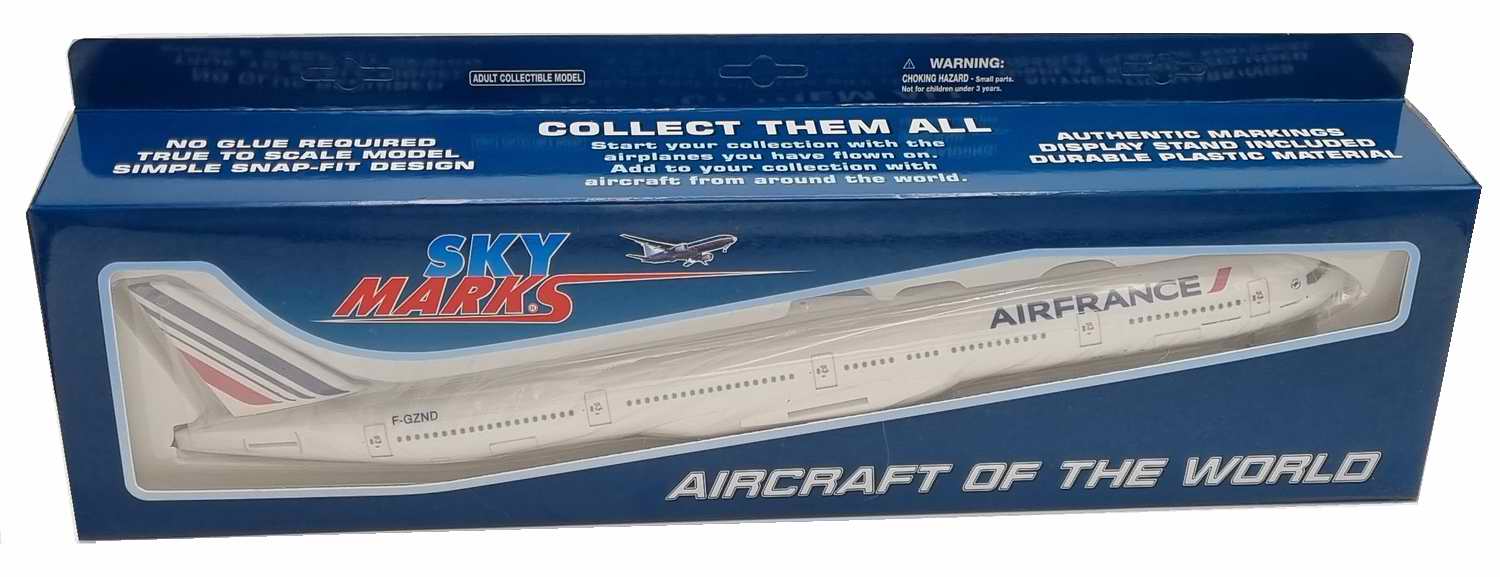 ADULT COLLECTIBLE MODEL
⚠ WARNING:
CHOKING HAZARD - Small parts.
Not for children under 3 years.
NO GLUE REQUIRED
TRUE TO SCALE MODEL
SIMPLE SNAP-FIT DESIGN
COLLECT THEM ALL
Start your collection with the
airplanes you have flown on.
Add to your collection with
aircraft from around the world.
AUTHENTIC MARKINGS
DISPLAY STAND INCLUDED
DURABLE PLASTIC MATERIAL
SKY
MARKS®
AIRFRANCE
F-GZND
AIRCRAFT OF THE WORLD